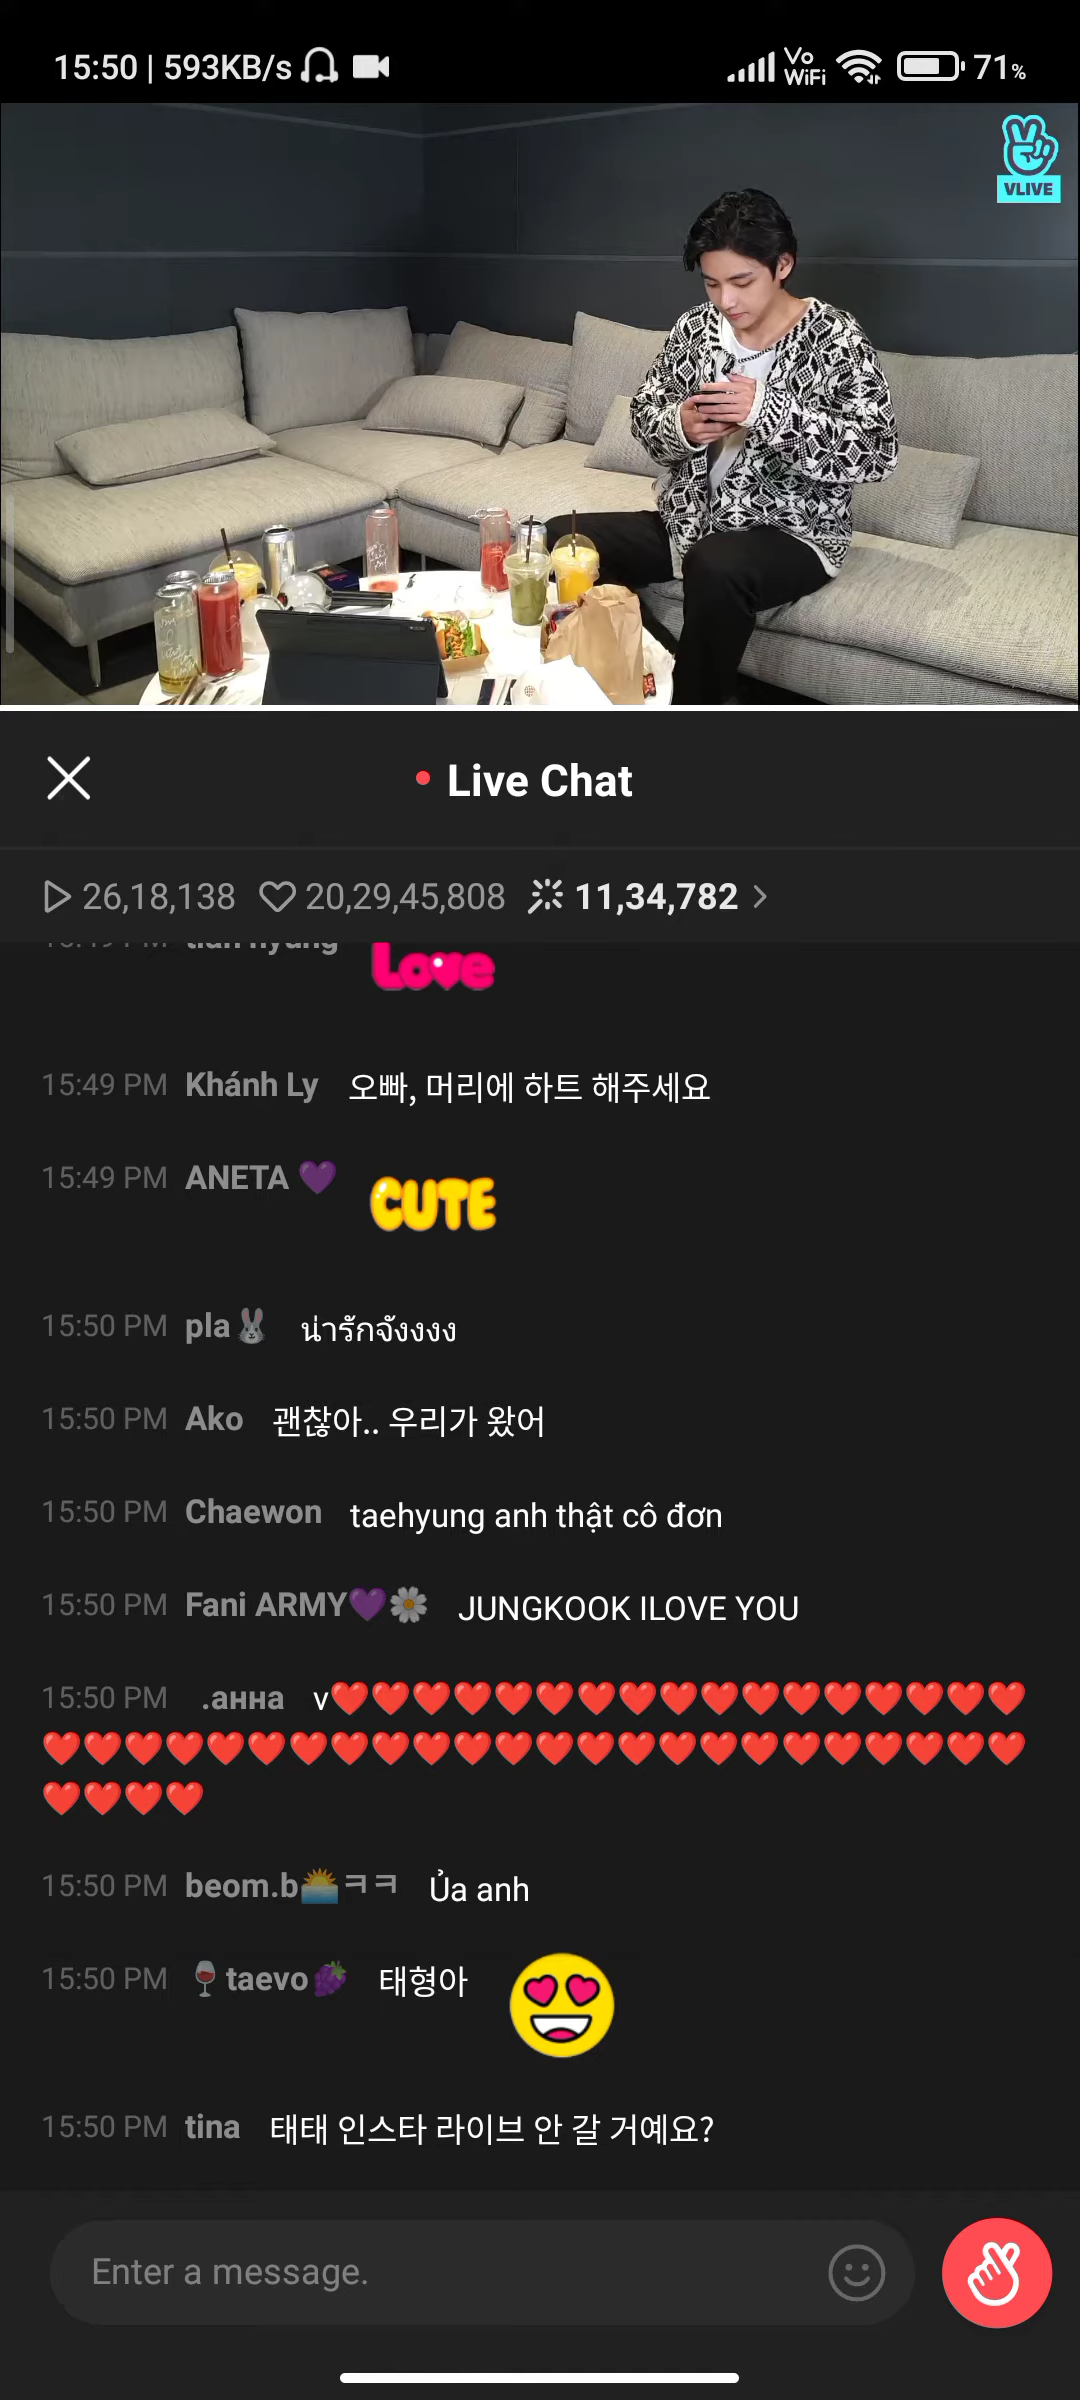 15:50 | 593KB/s
Vo
WiFi
71%
VLIVE
Live Chat
26,18,138 20,29,45,808 11,34,782
Love
15:49 PM Khánh Ly 오빠, 머리에 하트 해주세요
15:49 PM ANETA 💜 CUTE
15:50 PM pla🐰 น่ารักจังงงง
15:50 PM Ako 괜찮아.. 우리가 왔어
15:50 PM Chaewon taehyung anh thật cô đơn
15:50 PM Fani ARMY💜🌼 JUNGKOOK ILOVE YOU
15:50 PM .анна v❤️❤️❤️❤️❤️❤️❤️❤️❤️❤️❤️❤️❤️❤️❤️❤️❤️
❤️❤️❤️❤️❤️❤️❤️❤️❤️❤️❤️❤️❤️❤️❤️❤️❤️❤️❤️❤️❤️❤️❤️❤️
❤️❤️❤️❤️
15:50 PM beom.b🌅ㅋㅋ Ủa anh
15:50 PM 🍷taevo🍇 태형아 😍
15:50 PM tina 태태 인스타 라이브 안 갈 거예요?
Enter a message.